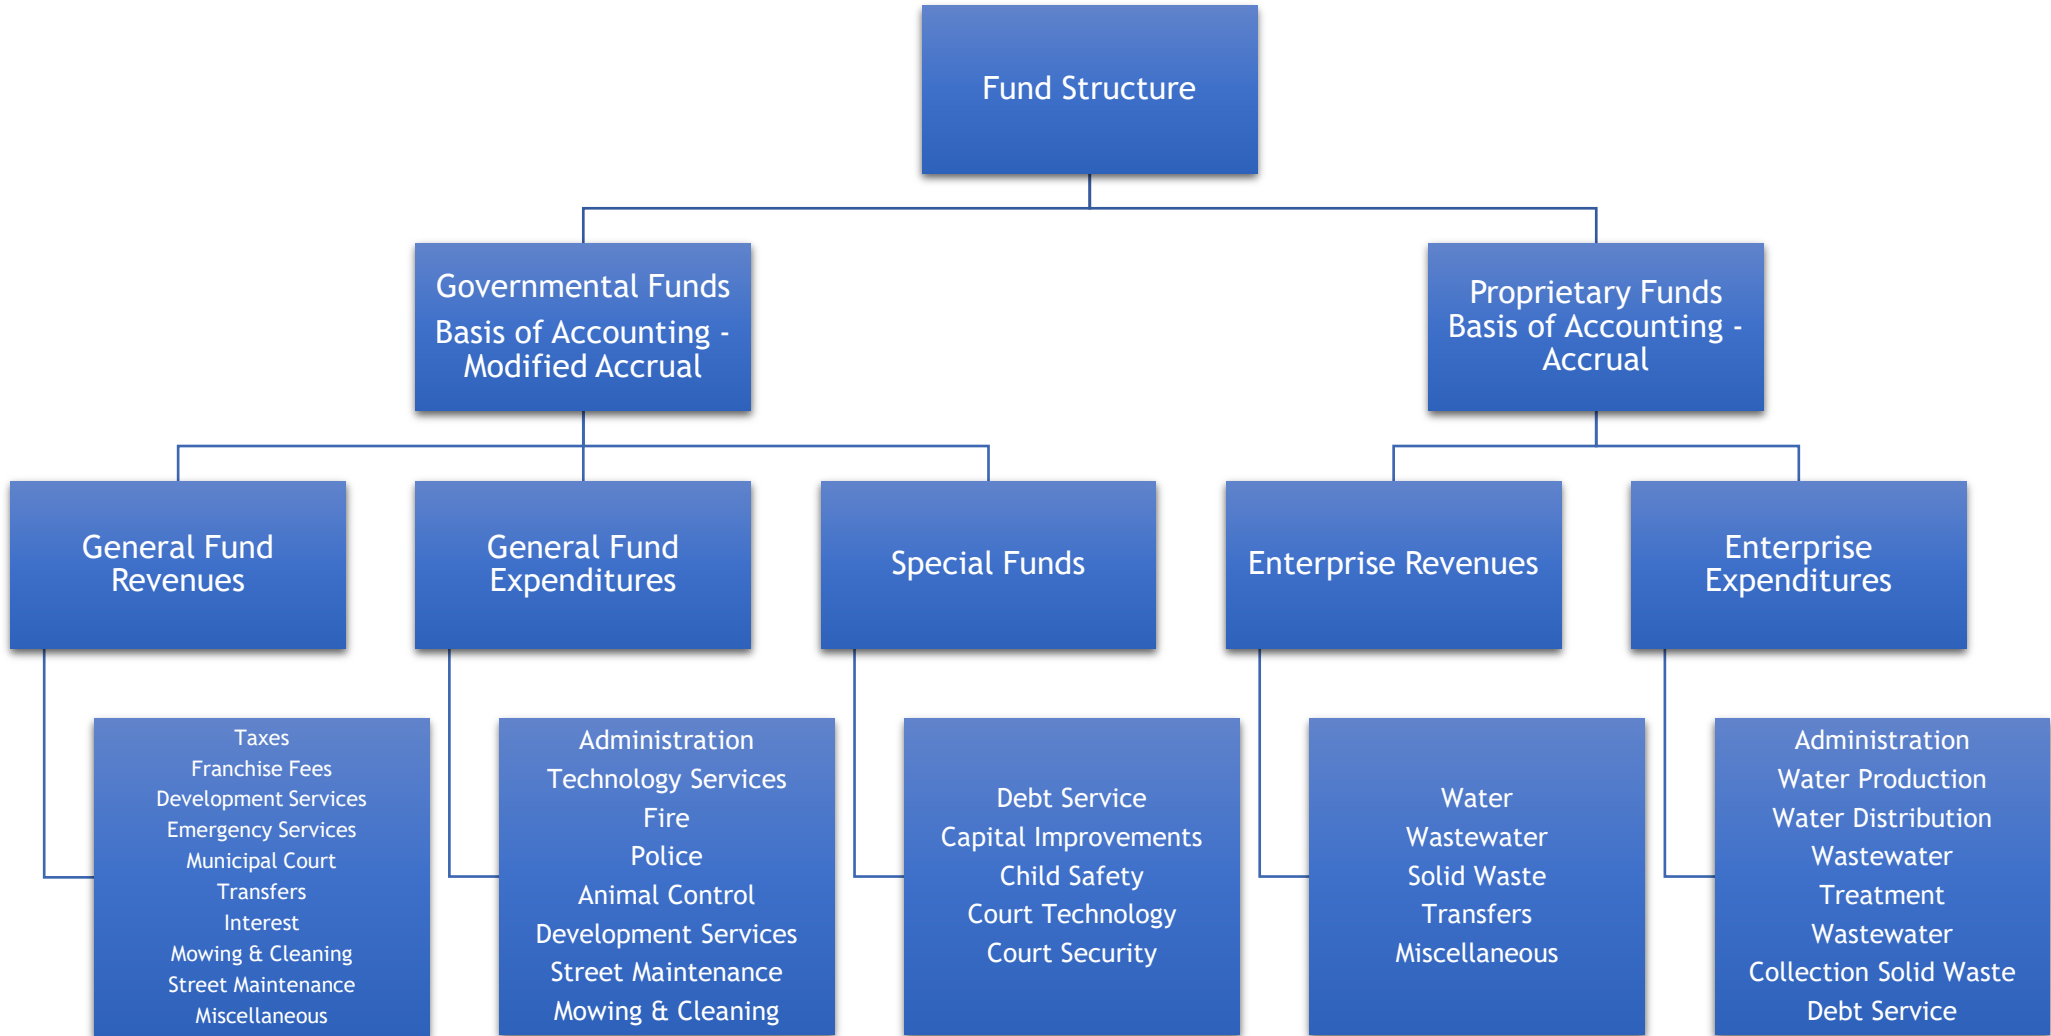 Fund Structure
Governmental Funds
Basis of Accounting -
Modified Accrual
Proprietary Funds
Basis of Accounting -
Accrual
General Fund
Revenues
General Fund
Expenditures
Special Funds
Enterprise Revenues
Enterprise
Expenditures
Taxes
Franchise Fees
Development Services
Emergency Services
Municipal Court
Transfers
Interest
Mowing & Cleaning
Street Maintenance
Miscellaneous
Administration
Technology Services
Fire
Police
Animal Control
Development Services
Street Maintenance
Mowing & Cleaning
Debt Service
Capital Improvements
Child Safety
Court Technology
Court Security
Water
Wastewater
Solid Waste
Transfers
Miscellaneous
Administration
Water Production
Water Distribution
Wastewater
Treatment
Wastewater
Collection Solid Waste
Debt Service